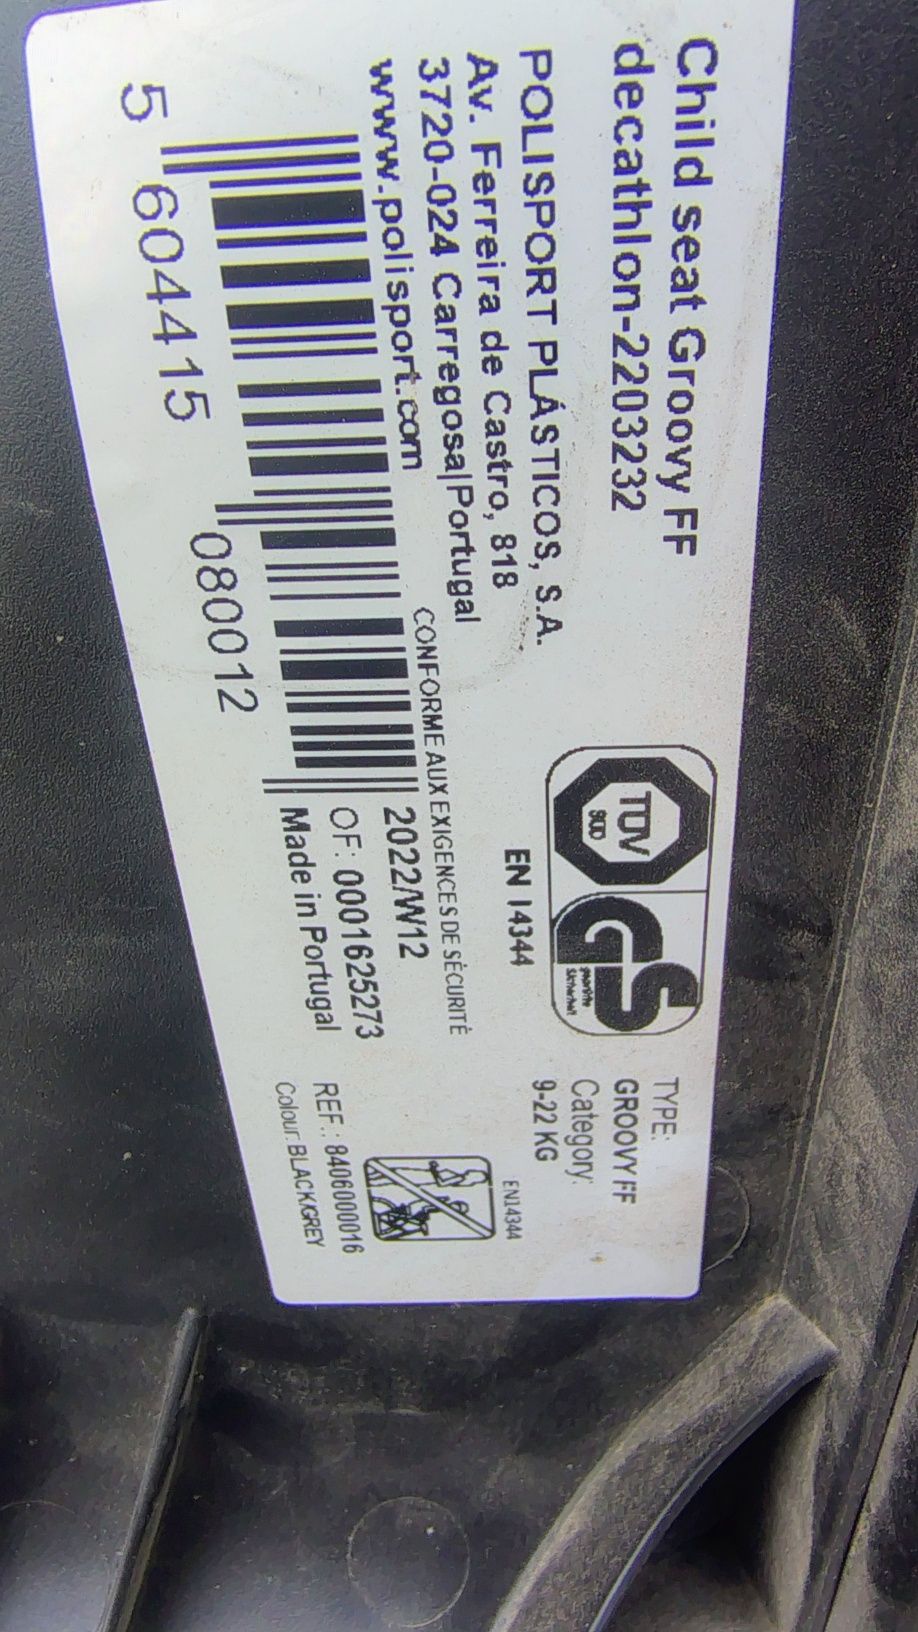 Child seat Groovy FF
decathlon-2203232
POLISPORT PLÁSTICOS, S.A.
Av. Ferreira de Castro, 818
3720-024 Carregosa|Portugal
www.polisport.com
CONFORME AUX EXIGENCES DE SÉCURITÉ
5 604415 080012
2022/W12
OF: 0001625273
Made in Portugal
TÜV
SÜD
GS
geprüfte
Sicherheit
EN 14344
TYPE:
GROOVY FF
Category:
9-22 KG
EN14344
REF.: 8406000016
Colour: BLACK/GREY